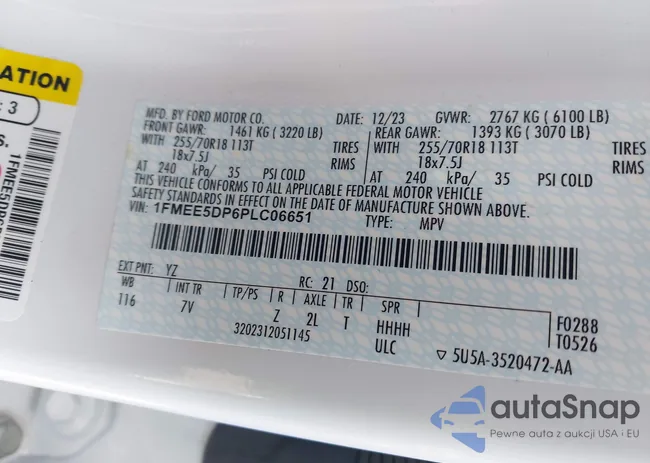 ATION
: 3
S.
MFD. BY FORD MOTOR CO. DATE: 12/23 GVWR: 2767 KG ( 6100 LB)
FRONT GAWR: 1461 KG ( 3220 LB) REAR GAWR: 1393 KG ( 3070 LB)
WITH 255/70R18 113T TIRES WITH 255/70R18 113T TIRES
18x7.5J RIMS 18x7.5J RIMS
AT 240 kPa/ 35 PSI COLD AT 240 kPa/ 35 PSI COLD
THIS VEHICLE CONFORMS TO ALL APPLICABLE FEDERAL MOTOR VEHICLE
SAFETY STANDARDS IN EFFECT ON THE DATE OF MANUFACTURE SHOWN ABOVE.
VIN: 1FMEE5DP6PLC06651 TYPE: MPV
EXT PNT: YZ RC: 21 DSO:
WB INT TR TP/PS R AXLE TR SPR F0288
116 7V Z 2L T HHHH T0526
3202312051145 ULC ▽ 5U5A-3520472-AA
autaSnap
Pewne auta z aukcji USA i EU